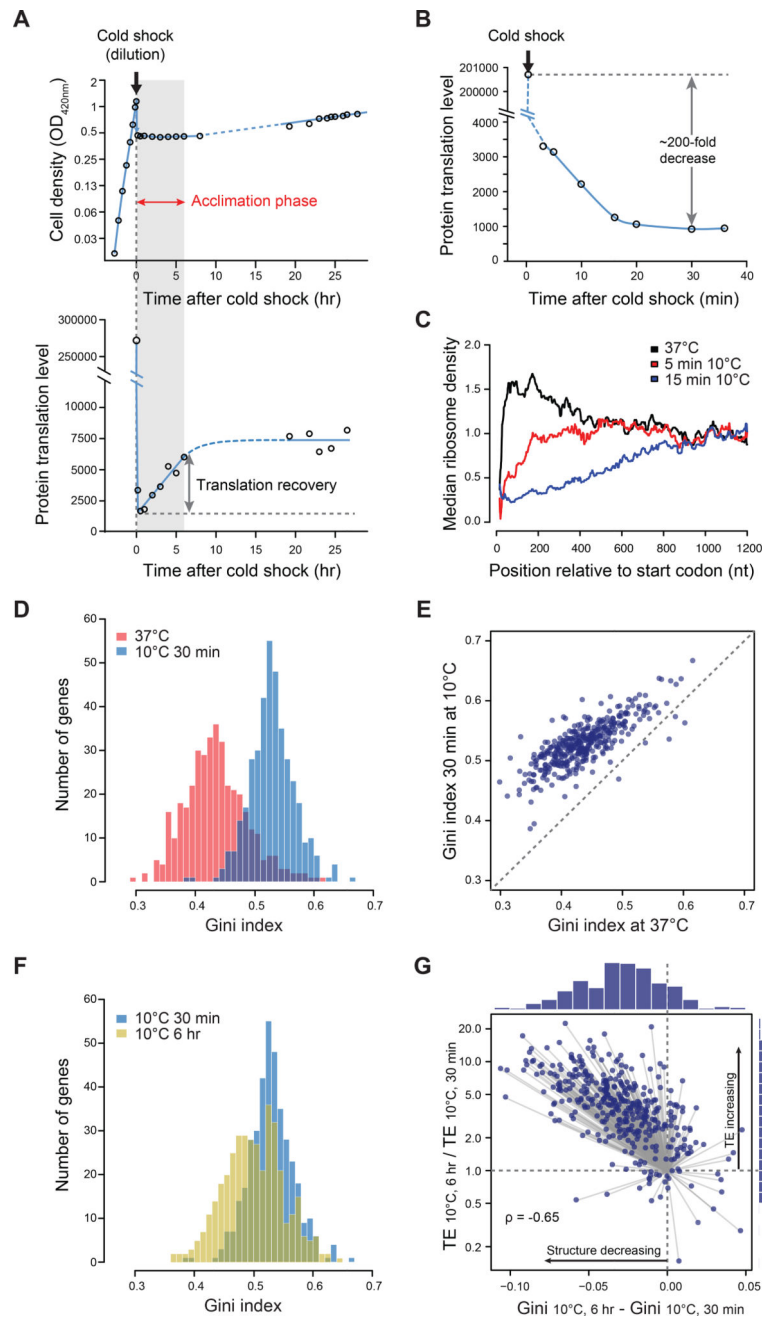 A
Cold shock
(dilution)
Cell density (OD420nm)
2
1
0.5
0.25
0.13
0.06
0.03
Acclimation phase
0 5 10 15 20 25
Time after cold shock (hr)
Protein translation level
300000
250000
10000
7500
5000
2500
0
Translation recovery
0 5 10 15 20 25
Time after cold shock (hr)
B
Cold shock
Protein translation level
201000
200000
4000
3000
2000
1000
0
~200-fold
decrease
0 10 20 30 40
Time after cold shock (min)
C
Median ribosome density
2.0
1.5
1.0
0.5
0.0
37°C
5 min 10°C
15 min 10°C
0 200 400 600 800 1000 1200
Position relative to start codon (nt)
D
37°C
10°C 30 min
Number of genes
60
50
40
30
20
10
0
0.3 0.4 0.5 0.6 0.7
Gini index
E
Gini index 30 min at 10°C
0.7
0.6
0.5
0.4
0.3
0.3 0.4 0.5 0.6 0.7
Gini index at 37°C
F
10°C 30 min
10°C 6 hr
Number of genes
60
50
40
30
20
10
0
0.3 0.4 0.5 0.6 0.7
Gini index
G
TE 10°C, 6 hr / TE 10°C, 30 min
20.0
10.0
5.0
2.0
1.0
0.5
0.2
TE increasing
ρ = -0.65
Structure decreasing
−0.10 −0.05 0.00 0.05
Gini 10°C, 6 hr - Gini 10°C, 30 min